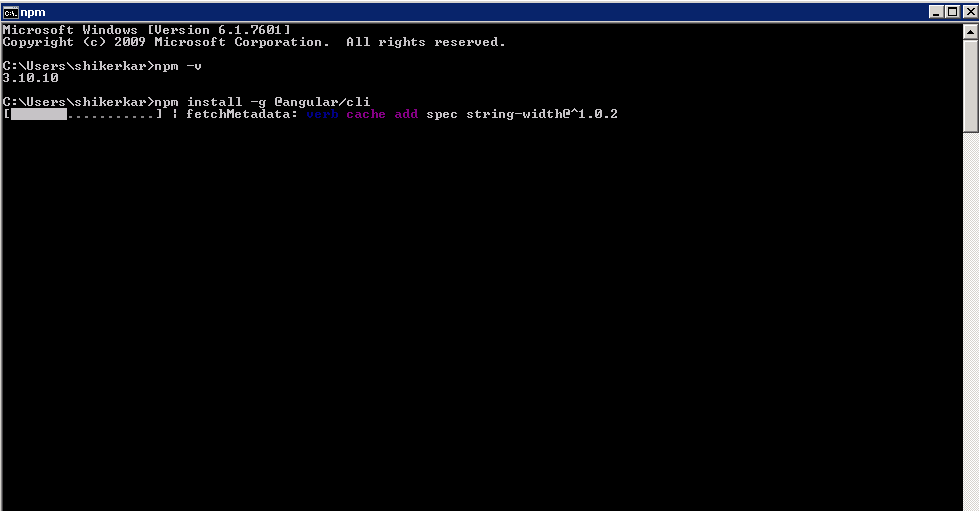 npm
Microsoft Windows [Version 6.1.7601]
Copyright (c) 2009 Microsoft Corporation.  All rights reserved.
C:\Users\shikerkar>npm -v
3.10.10
C:\Users\shikerkar>npm install -g @angular/cli
[...........] | fetchMetadata: verb cache add spec string-width@^1.0.2